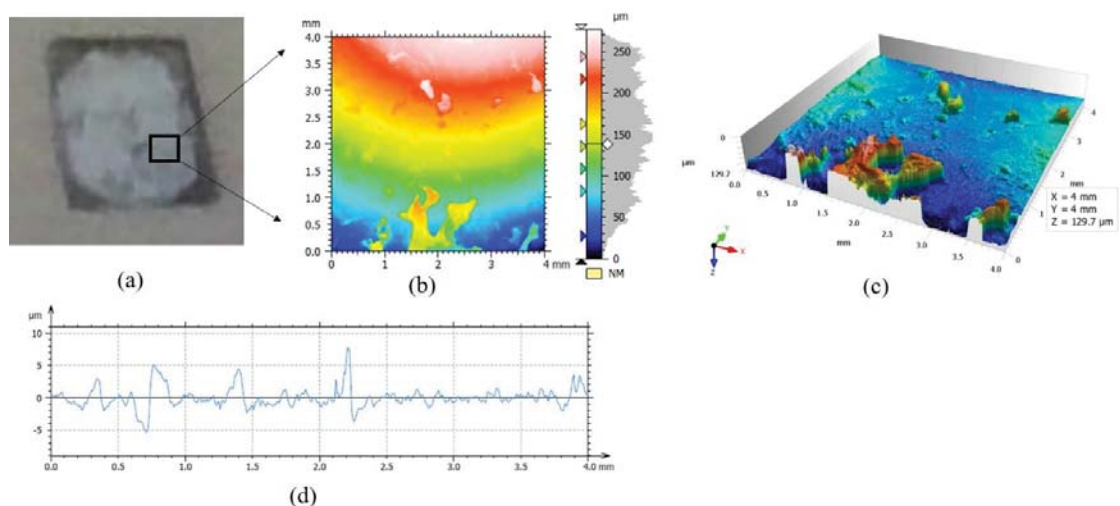 mm
4.0
3.5
3.0
2.5
2.0
1.5
1.0
0.5
0.0
0 1 2 3 4 mm
µm
250
200
150
100
50
0
NM
0
µm
129.7
0.0 0.5 1.0 1.5 2.0 2.5 3.0 3.5 4.0
mm
0 1 2 3 4
mm
X = 4 mm
Y = 4 mm
Z = 129.7 µm
X
Y
Z
(a)
(b)
(c)
µm
10
5
0
-5
0.0 0.5 1.0 1.5 2.0 2.5 3.0 3.5 4.0 mm
(d)